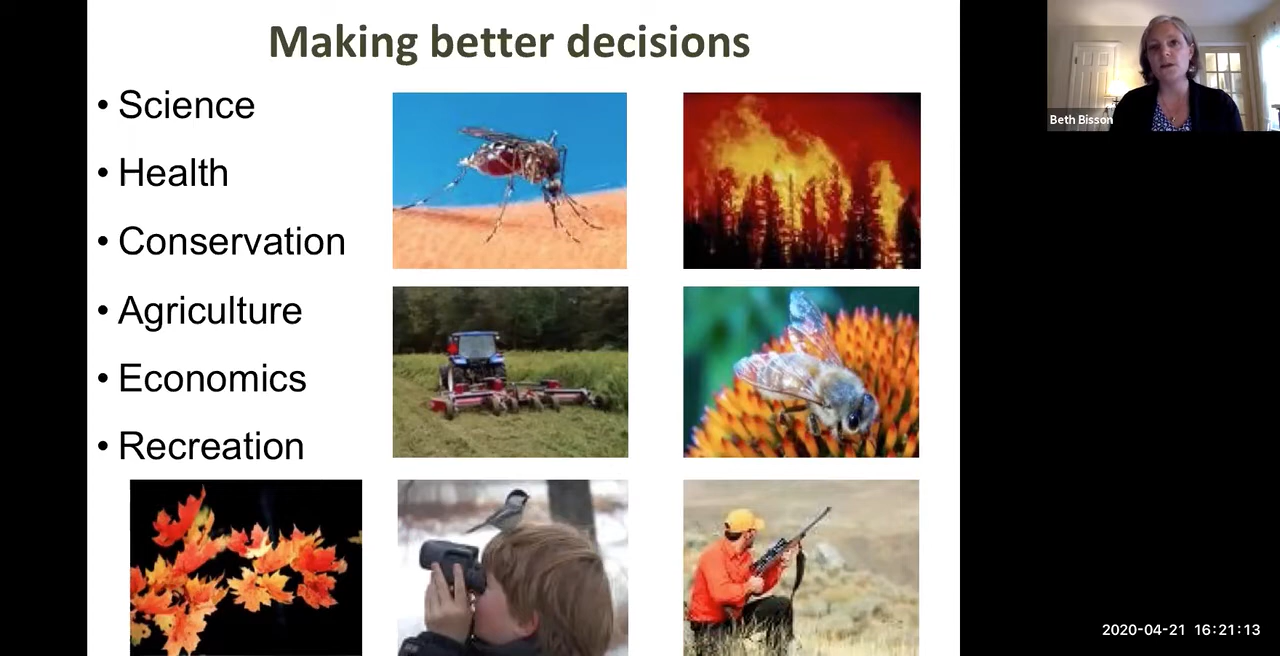 Making better decisions
• Science
• Health
• Conservation
• Agriculture
• Economics
• Recreation
Beth Bisson
2020-04-21 16:21:13